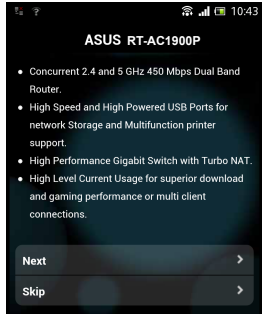 10:43
ASUS RT-AC1900P
• Concurrent 2.4 and 5 GHz 450 Mbps Dual Band
Router.
• High Speed and High Powered USB Ports for
network Storage and Multifunction printer
support.
• High Performance Gigabit Switch with Turbo NAT.
• High Level Current Usage for superior download
and gaming performance or multi client
connections.
Next
Skip